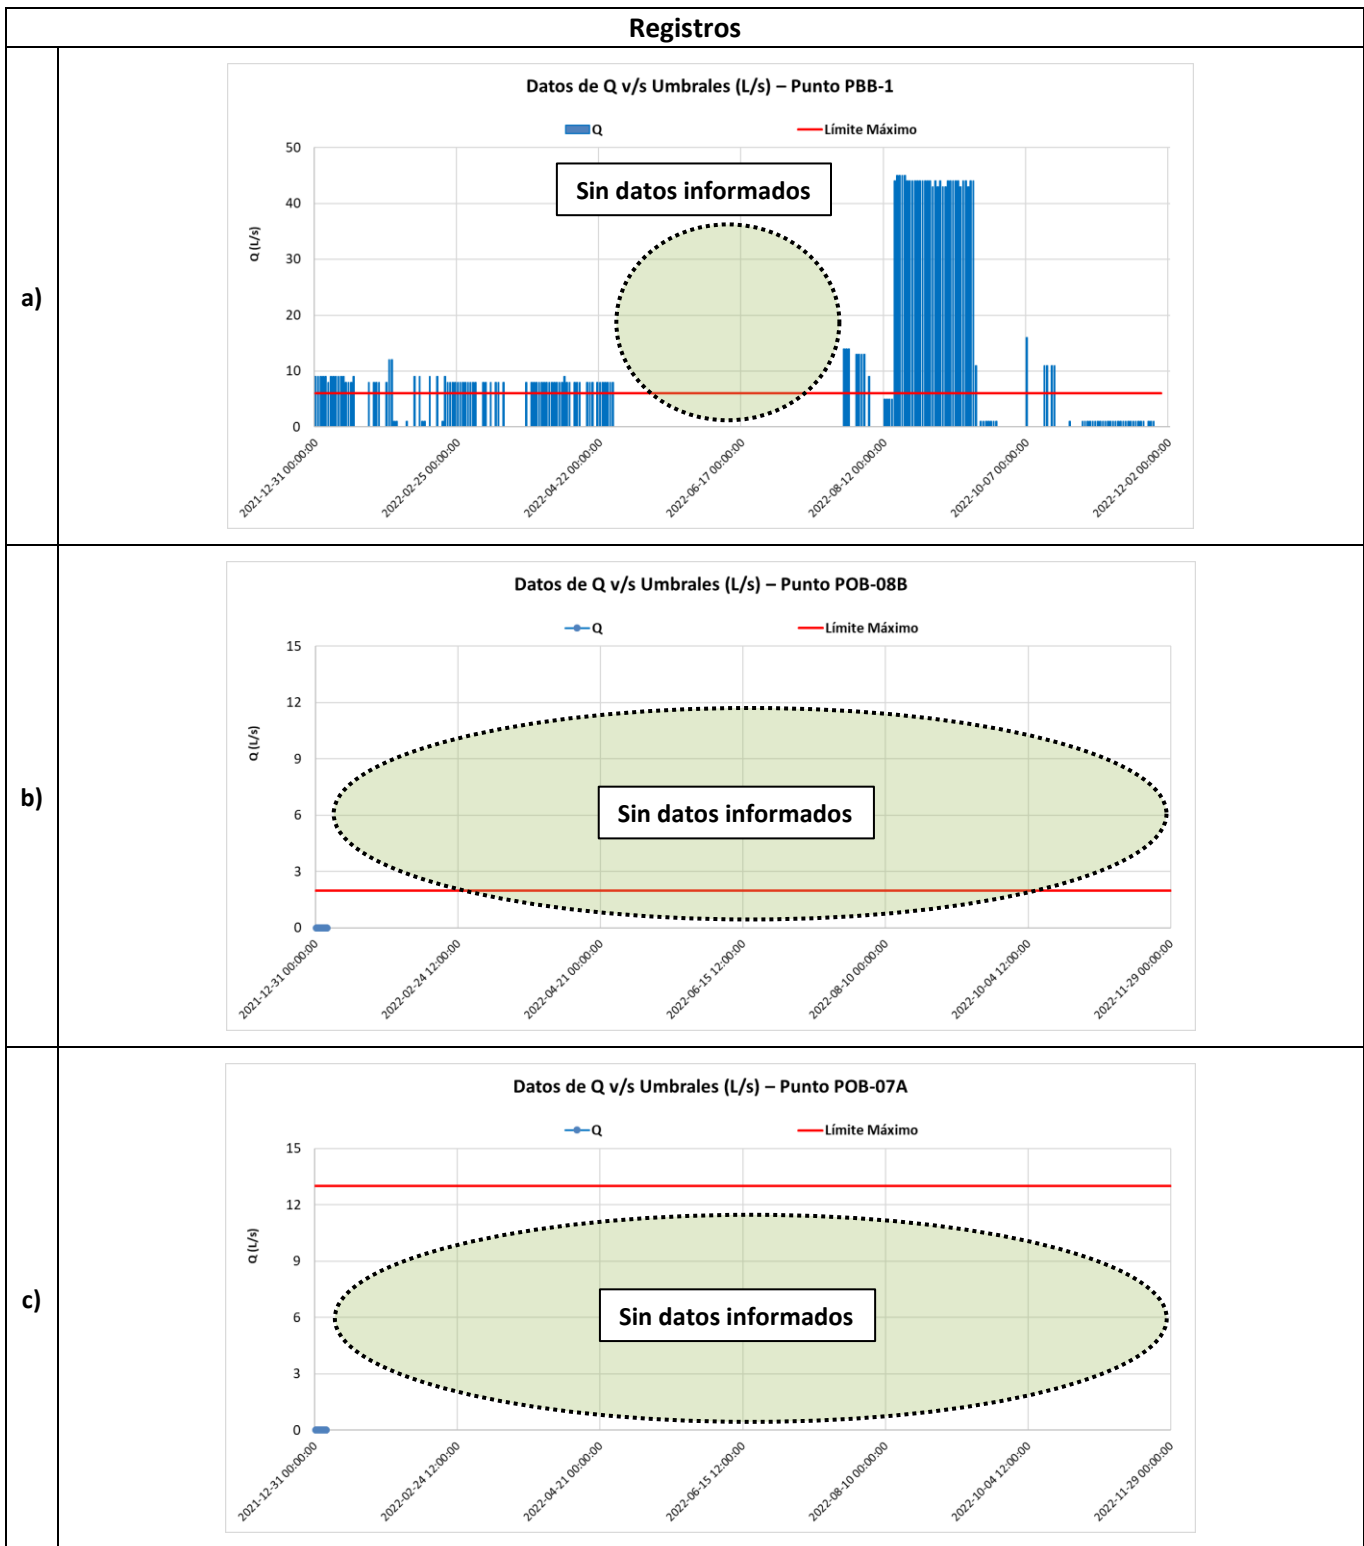 Registros
a)
Datos de Q v/s Umbrales (L/s) – Punto PBB-1
Q
Límite Máximo
50
40
30
20
10
0
Q (L/s)
Sin datos informados
2021-12-31 00:00:00
2022-02-25 00:00:00
2022-04-22 00:00:00
2022-06-17 00:00:00
2022-08-12 00:00:00
2022-10-07 00:00:00
2022-12-02 00:00:00
b)
Datos de Q v/s Umbrales (L/s) – Punto POB-08B
Q
Límite Máximo
15
12
9
6
3
0
Q (L/s)
Sin datos informados
2021-12-31 00:00:00
2022-02-24 12:00:00
2022-04-21 00:00:00
2022-06-15 12:00:00
2022-08-10 00:00:00
2022-10-04 12:00:00
2022-11-29 00:00:00
c)
Datos de Q v/s Umbrales (L/s) – Punto POB-07A
Q
Límite Máximo
15
12
9
6
3
0
Q (L/s)
Sin datos informados
2021-12-31 00:00:00
2022-02-24 12:00:00
2022-04-21 00:00:00
2022-06-15 12:00:00
2022-08-10 00:00:00
2022-10-04 12:00:00
2022-11-29 00:00:00